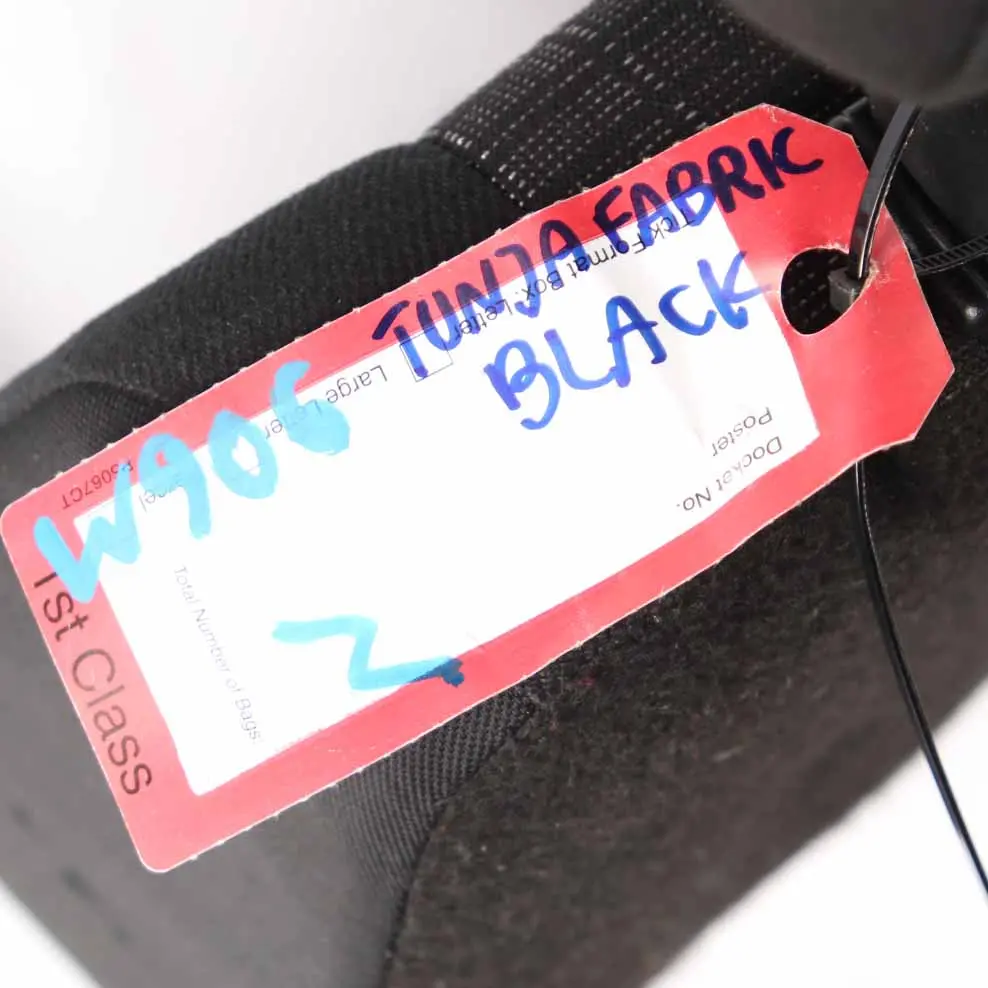 TUNJA FABRIC
BLACK
W906
Tick Format Box: Letter
Large Letter
P5067CT
Docket No.
Poster
Total Number of Bags:
1st Class